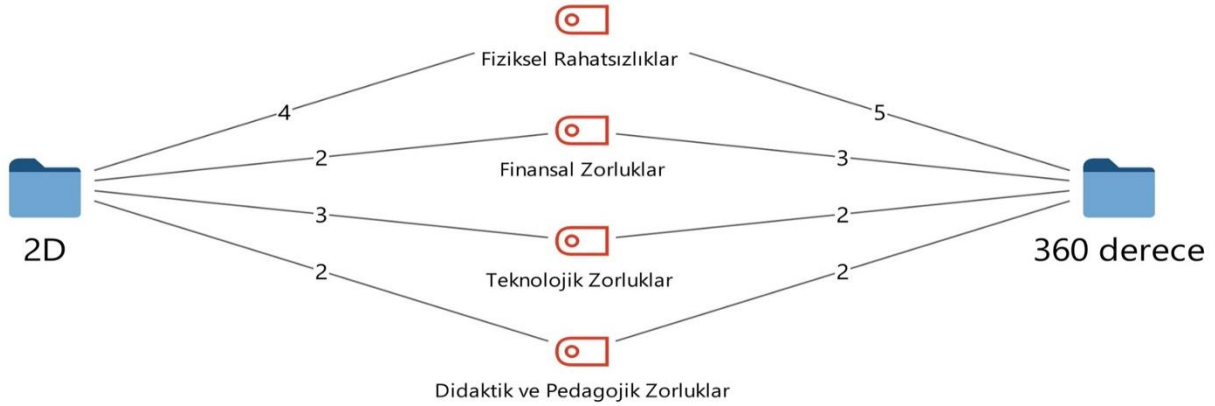 Fiziksel Rahatsızlıklar
4
5
2
3
Finansal Zorluklar
3
2
2D
360 derece
2
2
Teknolojik Zorluklar
Didaktik ve Pedagojik Zorluklar